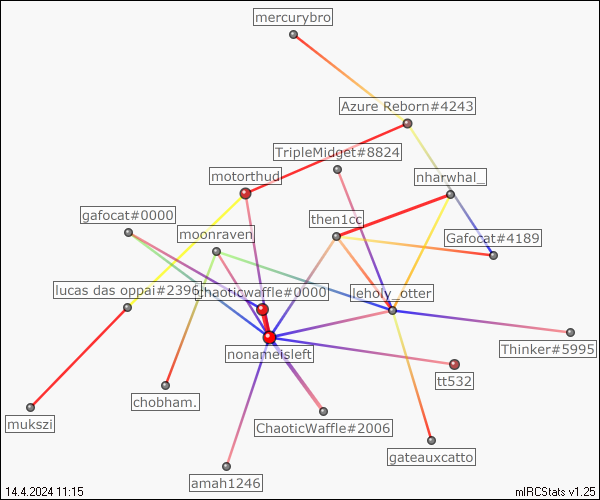 mercurybro
Azure Reborn#4243
TripleMidget#8824
motorthud
nharwhal_
gafocat#0000
then1cc
moonraven
Gafocat#4189
lucas das oppai#2396
chaoticwaffle#0000
leholy_otter
nonameisleft
Thinker#5995
tt532
chobham.
mukszi
ChaoticWaffle#2006
gateauxcatto
amah1246
14.4.2024 11:15
mIRCStats v1.25